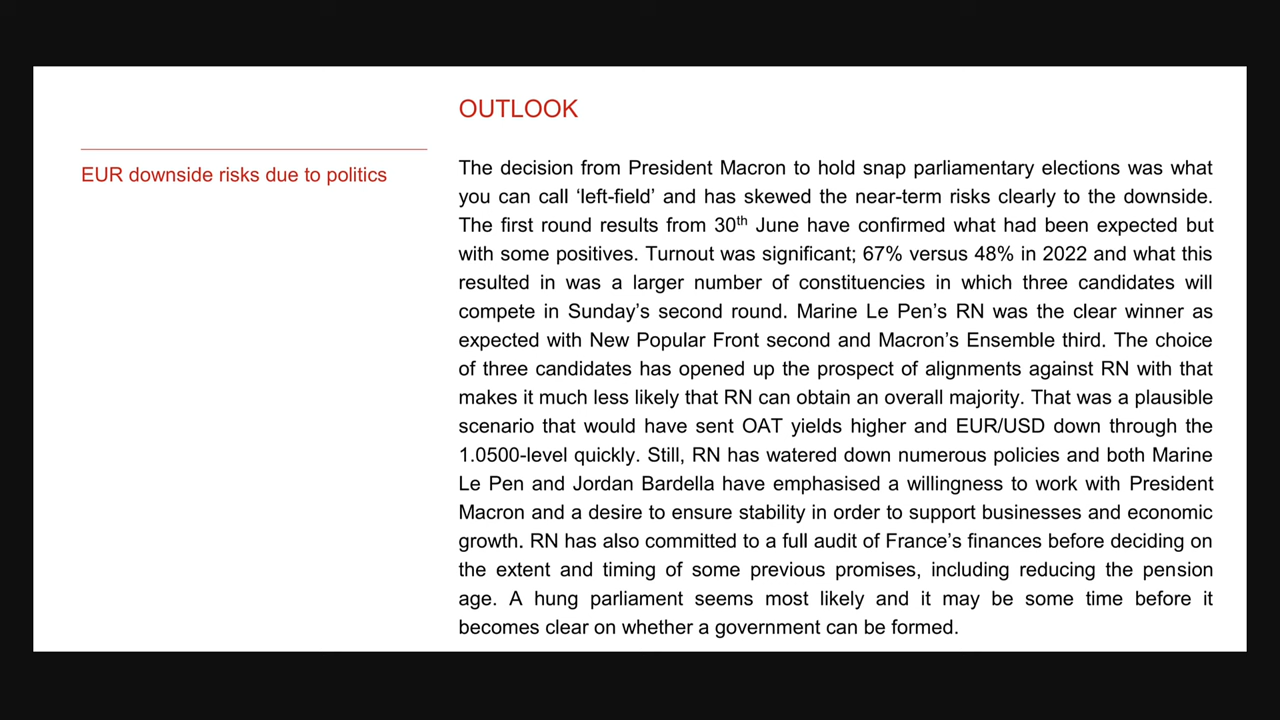 OUTLOOK
EUR downside risks due to politics
The decision from President Macron to hold snap parliamentary elections was what
you can call ‘left-field’ and has skewed the near-term risks clearly to the downside.
The first round results from 30th June have confirmed what had been expected but
with some positives. Turnout was significant; 67% versus 48% in 2022 and what this
resulted in was a larger number of constituencies in which three candidates will
compete in Sunday’s second round. Marine Le Pen’s RN was the clear winner as
expected with New Popular Front second and Macron’s Ensemble third. The choice
of three candidates has opened up the prospect of alignments against RN with that
makes it much less likely that RN can obtain an overall majority. That was a plausible
scenario that would have sent OAT yields higher and EUR/USD down through the
1.0500-level quickly. Still, RN has watered down numerous policies and both Marine
Le Pen and Jordan Bardella have emphasised a willingness to work with President
Macron and a desire to ensure stability in order to support businesses and economic
growth. RN has also committed to a full audit of France’s finances before deciding on
the extent and timing of some previous promises, including reducing the pension
age. A hung parliament seems most likely and it may be some time before it
becomes clear on whether a government can be formed.